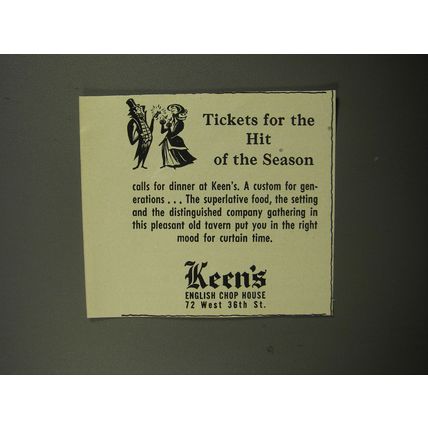 Tickets for the
Hit
of the Season
calls for dinner at Keen's. A custom for gen-
erations . . . The superlative food, the setting
and the distinguished company gathering in
this pleasant old tavern put you in the right
mood for curtain time.
Keen's
ENGLISH CHOP HOUSE
72 West 36th St.